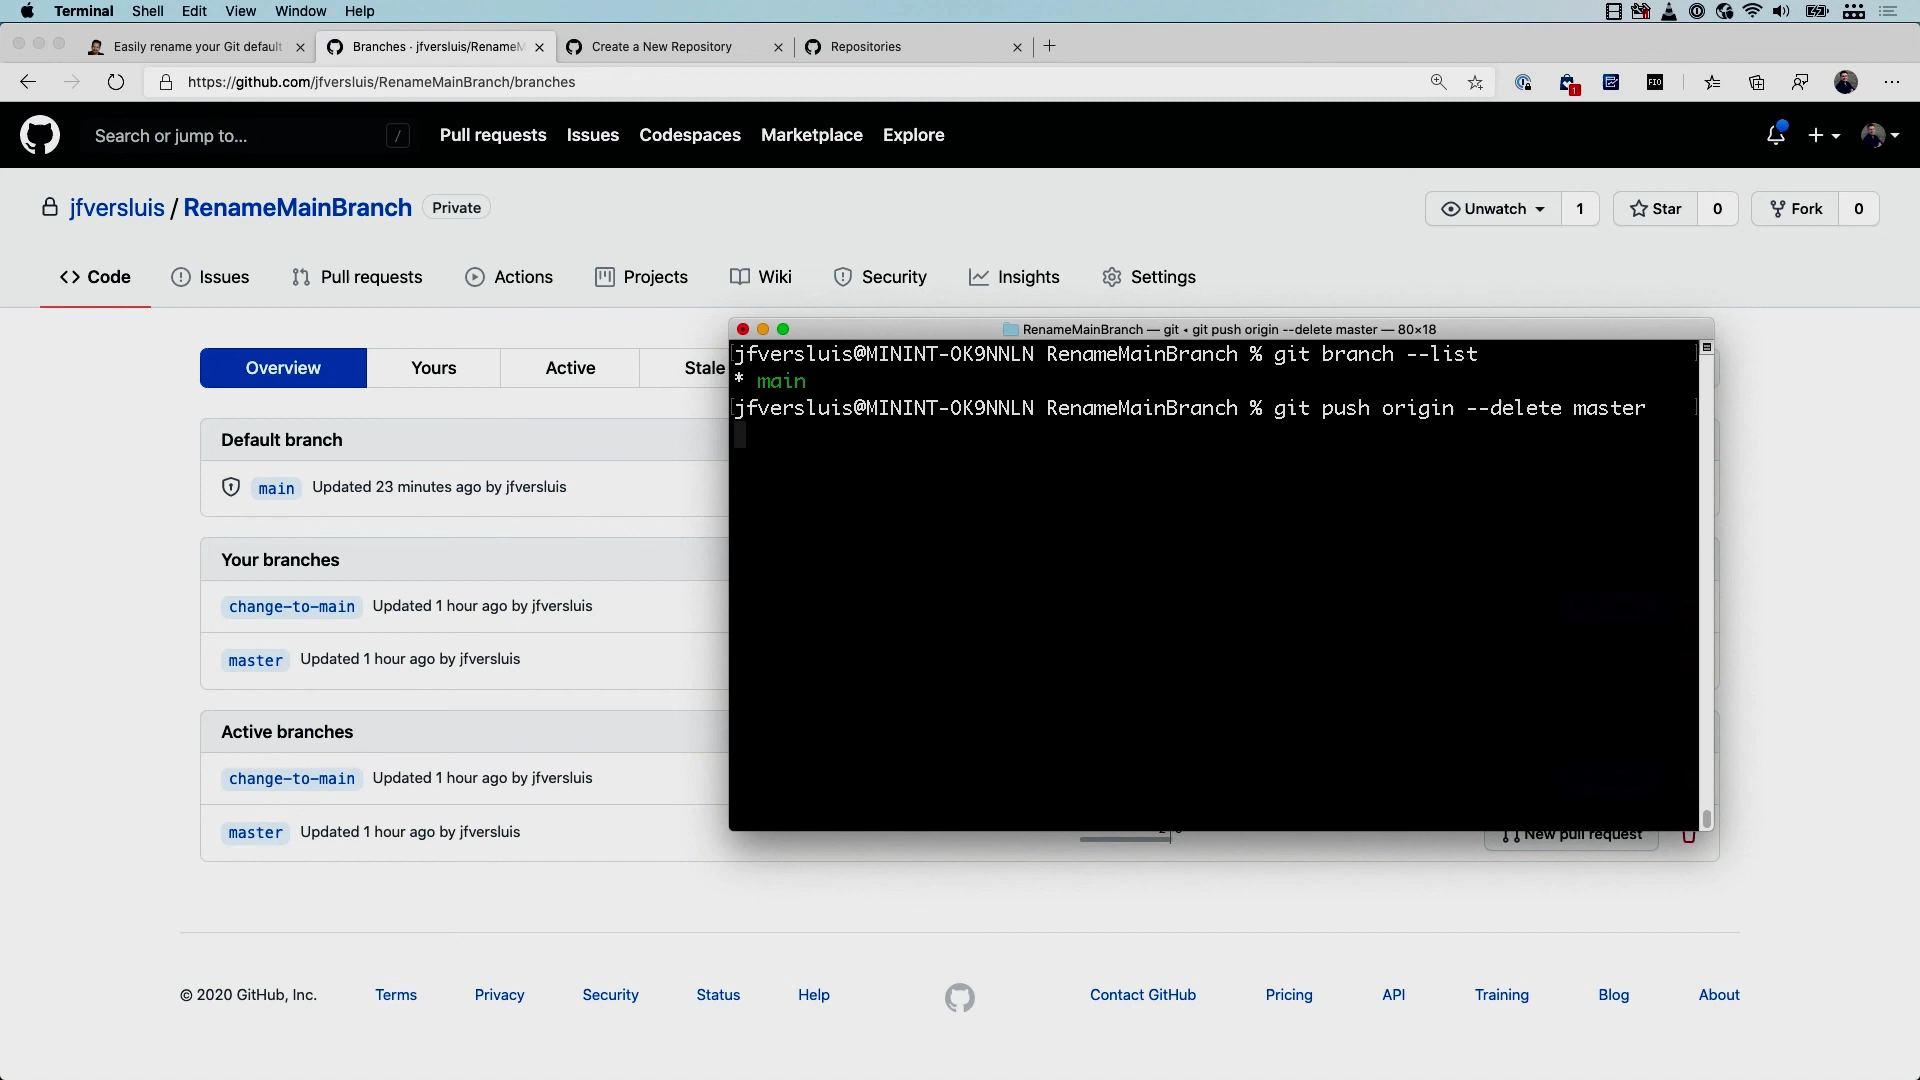 Terminal Shell Edit View Window Help
Easily rename your Git default
Branches · jfversluis/RenameM
Create a New Repository
Repositories
https://github.com/jfversluis/RenameMainBranch/branches
1
FIO
Search or jump to... /
Pull requests Issues Codespaces Marketplace Explore
jfversluis / RenameMainBranch Private
Unwatch 1 Star 0 Fork 0
Code Issues Pull requests Actions Projects Wiki Security Insights Settings
RenameMainBranch — git ◂ git push origin --delete master — 80×18
jfversluis@MININT-OK9NNLN RenameMainBranch % git branch --list
* main
jfversluis@MININT-OK9NNLN RenameMainBranch % git push origin --delete master
Overview Yours Active Stale
Default branch
main Updated 23 minutes ago by jfversluis
Your branches
change-to-main Updated 1 hour ago by jfversluis
master Updated 1 hour ago by jfversluis
Active branches
change-to-main Updated 1 hour ago by jfversluis
master Updated 1 hour ago by jfversluis
New pull request
© 2020 GitHub, Inc. Terms Privacy Security Status Help Contact GitHub Pricing API Training Blog About